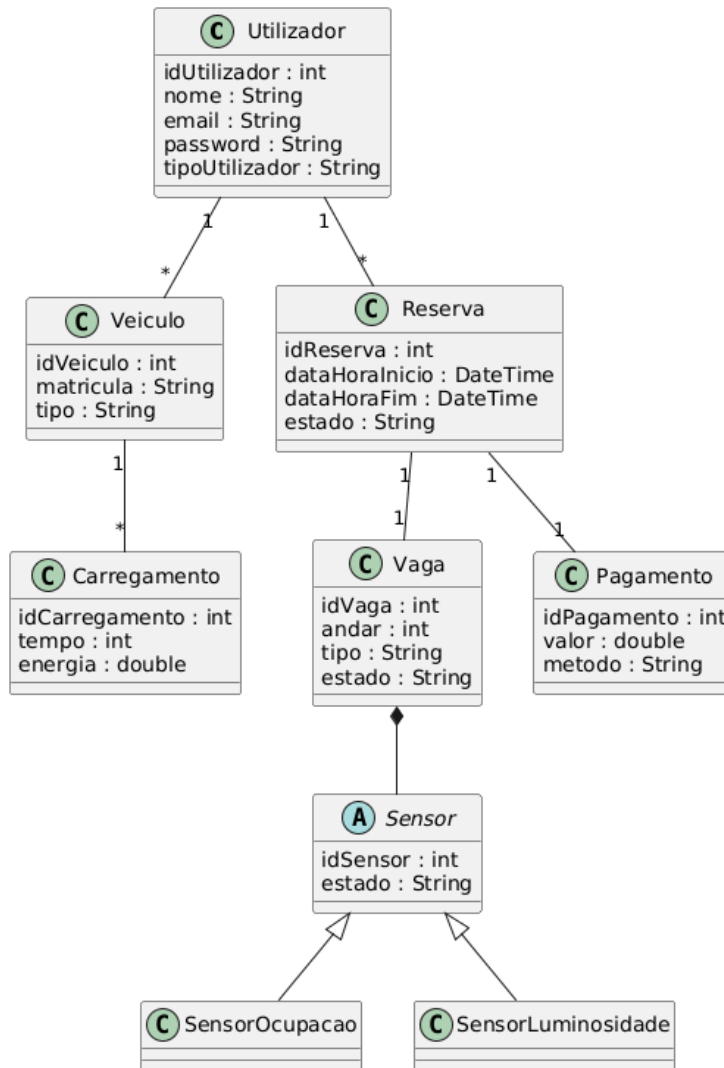 C Utilizador
idUtilizador : int
nome : String
email : String
password : String
tipoUtilizador : String
1
1
*
*
C Veiculo
idVeiculo : int
matricula : String
tipo : String
C Reserva
idReserva : int
dataHoraInicio : DateTime
dataHoraFim : DateTime
estado : String
1
*
1
1
1
1
C Carregamento
idCarregamento : int
tempo : int
energia : double
C Vaga
idVaga : int
andar : int
tipo : String
estado : String
C Pagamento
idPagamento : int
valor : double
metodo : String
A Sensor
idSensor : int
estado : String
C SensorOcupacao
C SensorLuminosidade